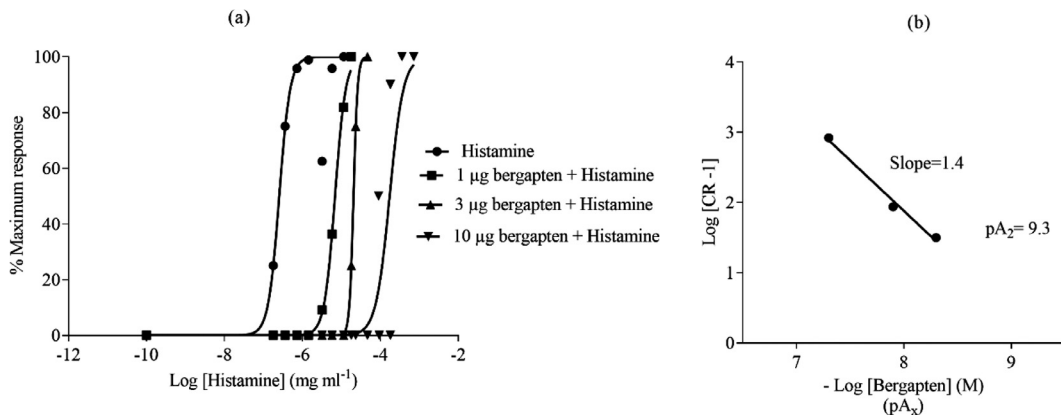 (a)
100
80
60
40
20
0
% Maximum response
-12
-10
-8
-6
-4
-2
Log [Histamine] (mg ml⁻¹)
Histamine
1 µg bergapten + Histamine
3 µg bergapten + Histamine
10 µg bergapten + Histamine
(b)
4
3
2
1
0
Log [CR -1]
Slope=1.4
pA₂= 9.3
7
8
9
- Log [Bergapten] (M)
(pAₓ)